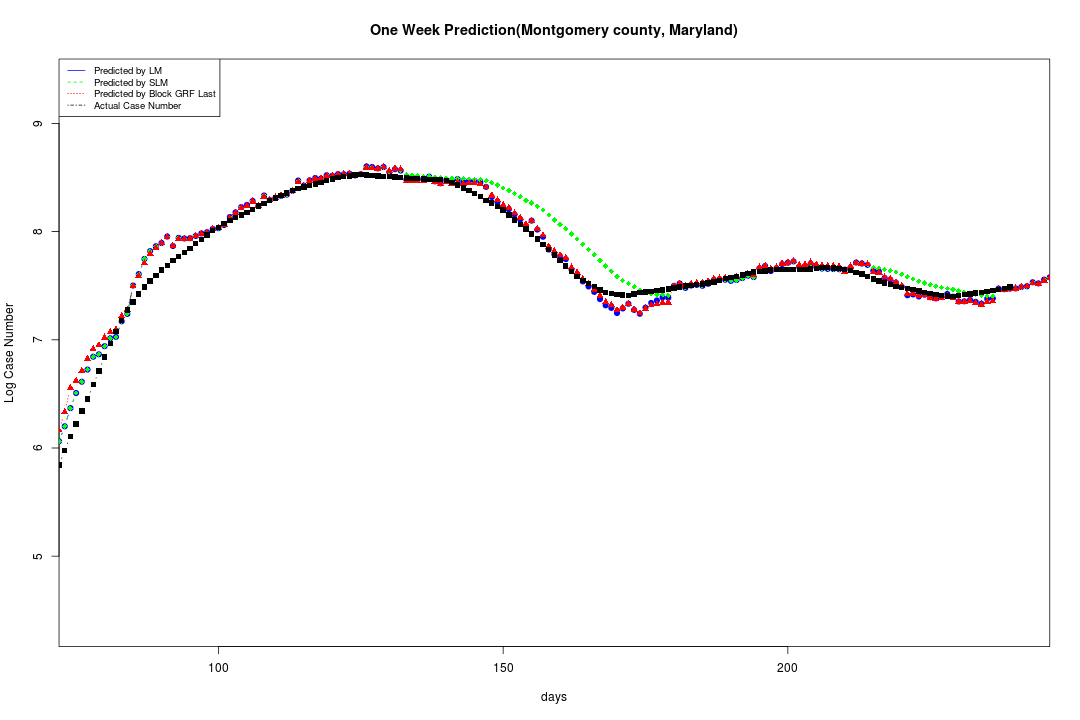 One Week Prediction(Montgomery county, Maryland)
Predicted by LM
Predicted by SLM
Predicted by Block GRF Last
Actual Case Number
9
8
7
6
5
Log Case Number
100 150 200
days